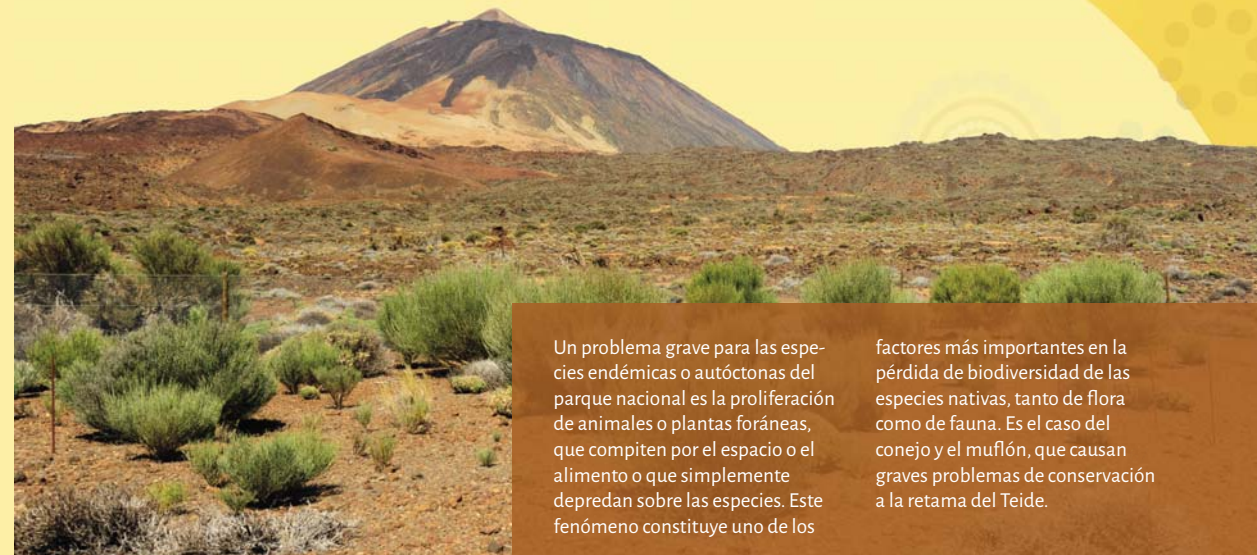 Un problema grave para las espe-
cies endémicas o autóctonas del
parque nacional es la proliferación
de animales o plantas foráneas,
que compiten por el espacio o el
alimento o que simplemente
depredan sobre las especies. Este
fenómeno constituye uno de los
factores más importantes en la
pérdida de biodiversidad de las
especies nativas, tanto de flora
como de fauna. Es el caso del
conejo y el muflón, que causan
graves problemas de conservación
a la retama del Teide.